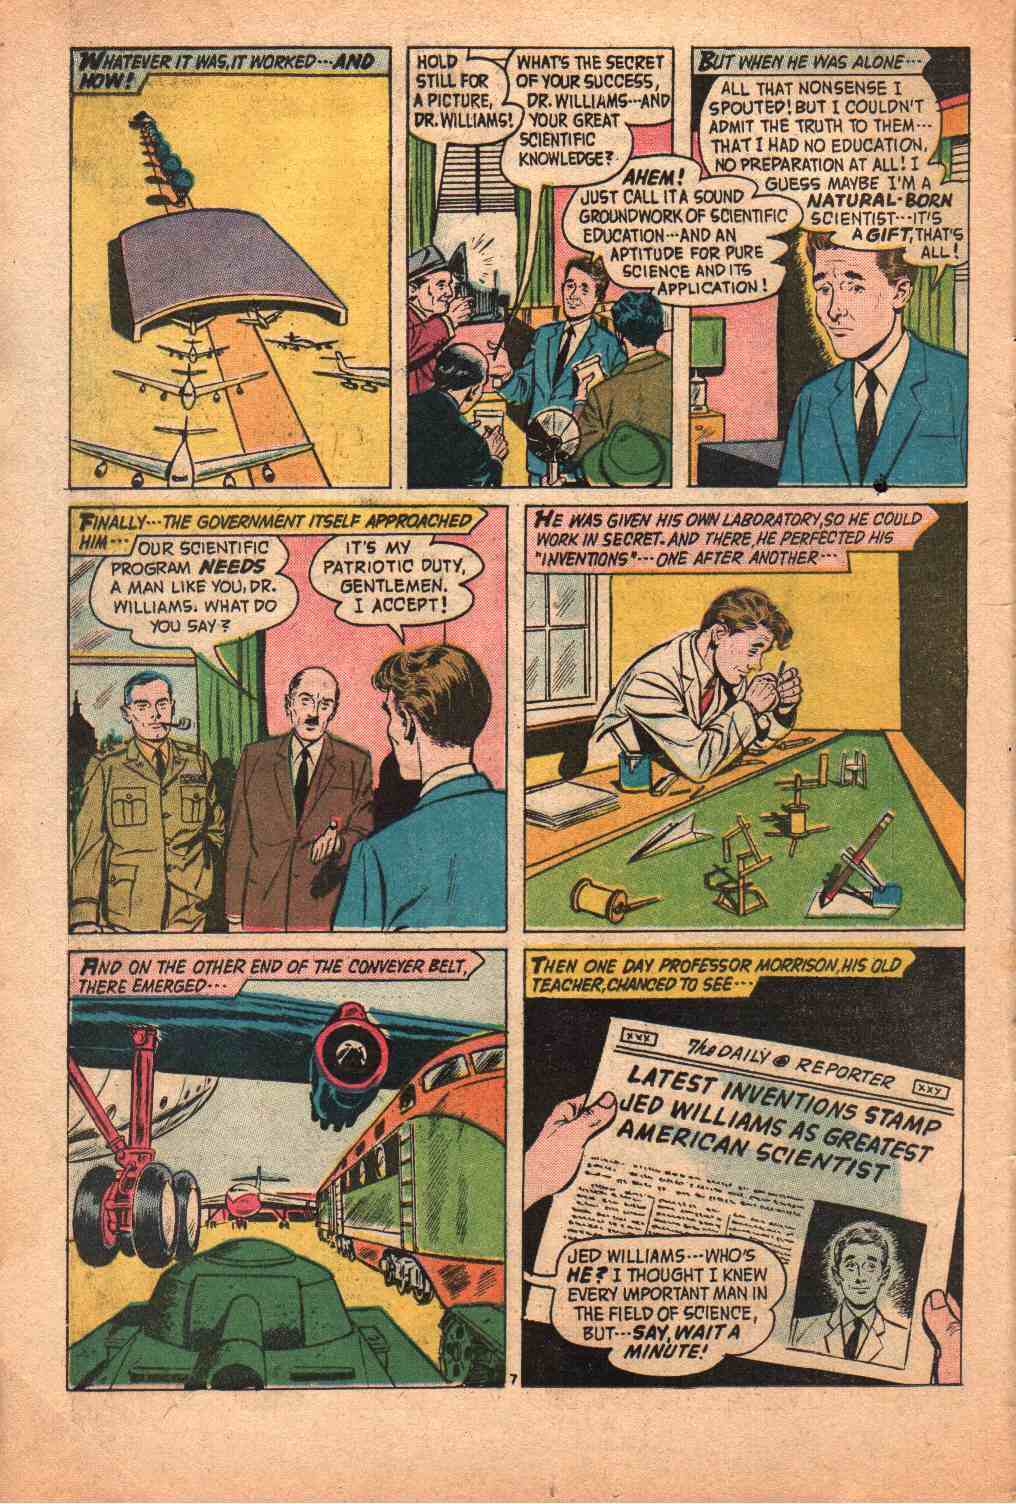 WHATEVER IT WAS, IT WORKED---AND
HOW!
HOLD
STILL FOR
A PICTURE,
DR. WILLIAMS!
WHAT'S THE SECRET
OF YOUR SUCCESS,
DR. WILLIAMS---AND
YOUR GREAT
SCIENTIFIC
KNOWLEDGE?
AHEM!
JUST CALL IT A SOUND
GROUNDWORK OF SCIENTIFIC
EDUCATION---AND AN
APTITUDE FOR PURE
SCIENCE AND ITS
APPLICATION!
BUT WHEN HE WAS ALONE---
ALL THAT NONSENSE I
SPOUTED! BUT I COULDN'T
ADMIT THE TRUTH TO THEM---
THAT I HAD NO EDUCATION,
NO PREPARATION AT ALL! I
GUESS MAYBE I'M A
NATURAL-BORN
SCIENTIST---IT'S
A GIFT, THAT'S
ALL!
FINALLY---THE GOVERNMENT ITSELF APPROACHED
HIM---
OUR SCIENTIFIC
PROGRAM NEEDS
A MAN LIKE YOU, DR.
WILLIAMS. WHAT DO
YOU SAY?
IT'S MY
PATRIOTIC DUTY,
GENTLEMEN.
I ACCEPT!
HE WAS GIVEN HIS OWN LABORATORY, SO HE COULD
WORK IN SECRET. AND THERE, HE PERFECTED HIS
"INVENTIONS"---ONE AFTER ANOTHER---
AND ON THE OTHER END OF THE CONVEYER BELT,
THERE EMERGED---
7
THEN ONE DAY PROFESSOR MORRISON, HIS OLD
TEACHER, CHANCED TO SEE---
XXX
The DAILY REPORTER
XXX
LATEST INVENTIONS STAMP
JED WILLIAMS AS GREATEST
AMERICAN SCIENTIST
JED WILLIAMS---WHO'S
HE? I THOUGHT I KNEW
EVERY IMPORTANT MAN IN
THE FIELD OF SCIENCE,
BUT---SAY, WAIT A
MINUTE!